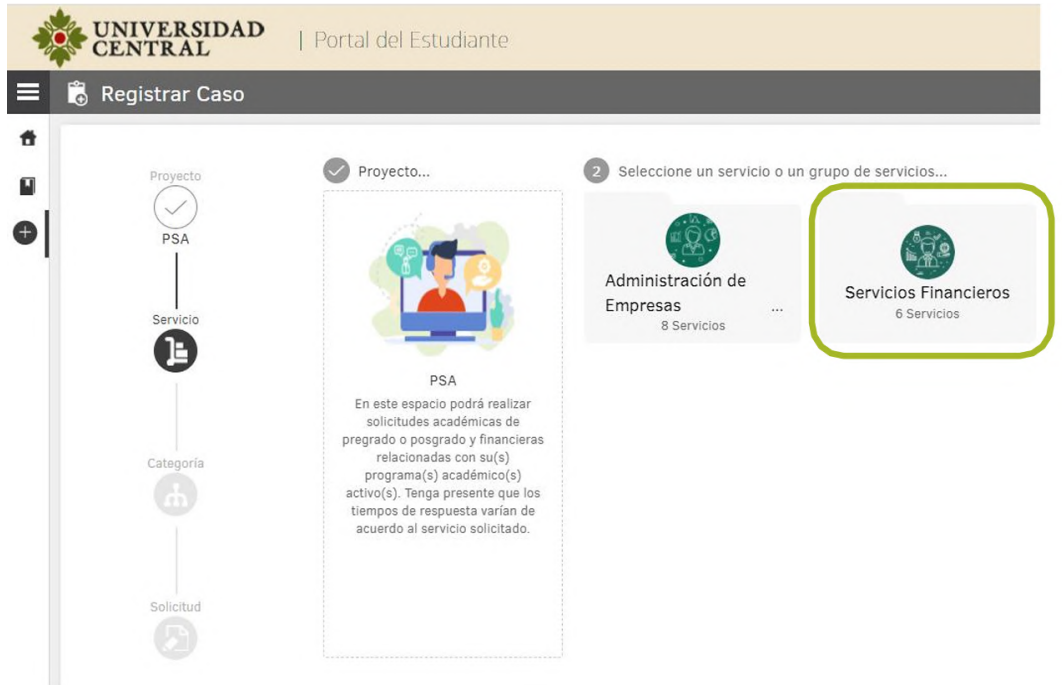 UNIVERSIDAD
CENTRAL
| Portal del Estudiante
Registrar Caso
Proyecto
PSA
Servicio
Categoría
Solicitud
Proyecto...
PSA
En este espacio podrá realizar
solicitudes académicas de
pregrado o posgrado y financieras
relacionadas con su(s)
programa(s) académico(s)
activo(s). Tenga presente que los
tiempos de respuesta varían de
acuerdo al servicio solicitado.
2 Seleccione un servicio o un grupo de servicios...
Administración de
Empresas ...
8 Servicios
Servicios Financieros
6 Servicios